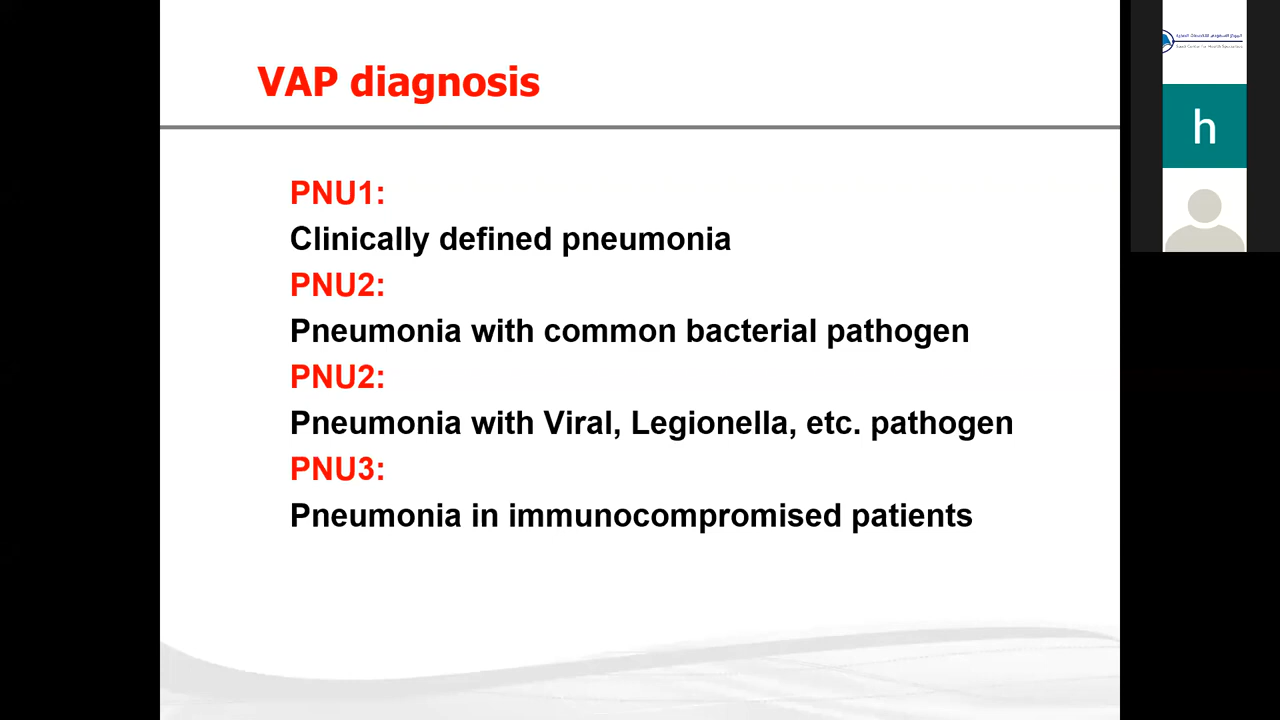 VAP diagnosis
PNU1:
Clinically defined pneumonia
PNU2:
Pneumonia with common bacterial pathogen
PNU2:
Pneumonia with Viral, Legionella, etc. pathogen
PNU3:
Pneumonia in immunocompromised patients
h